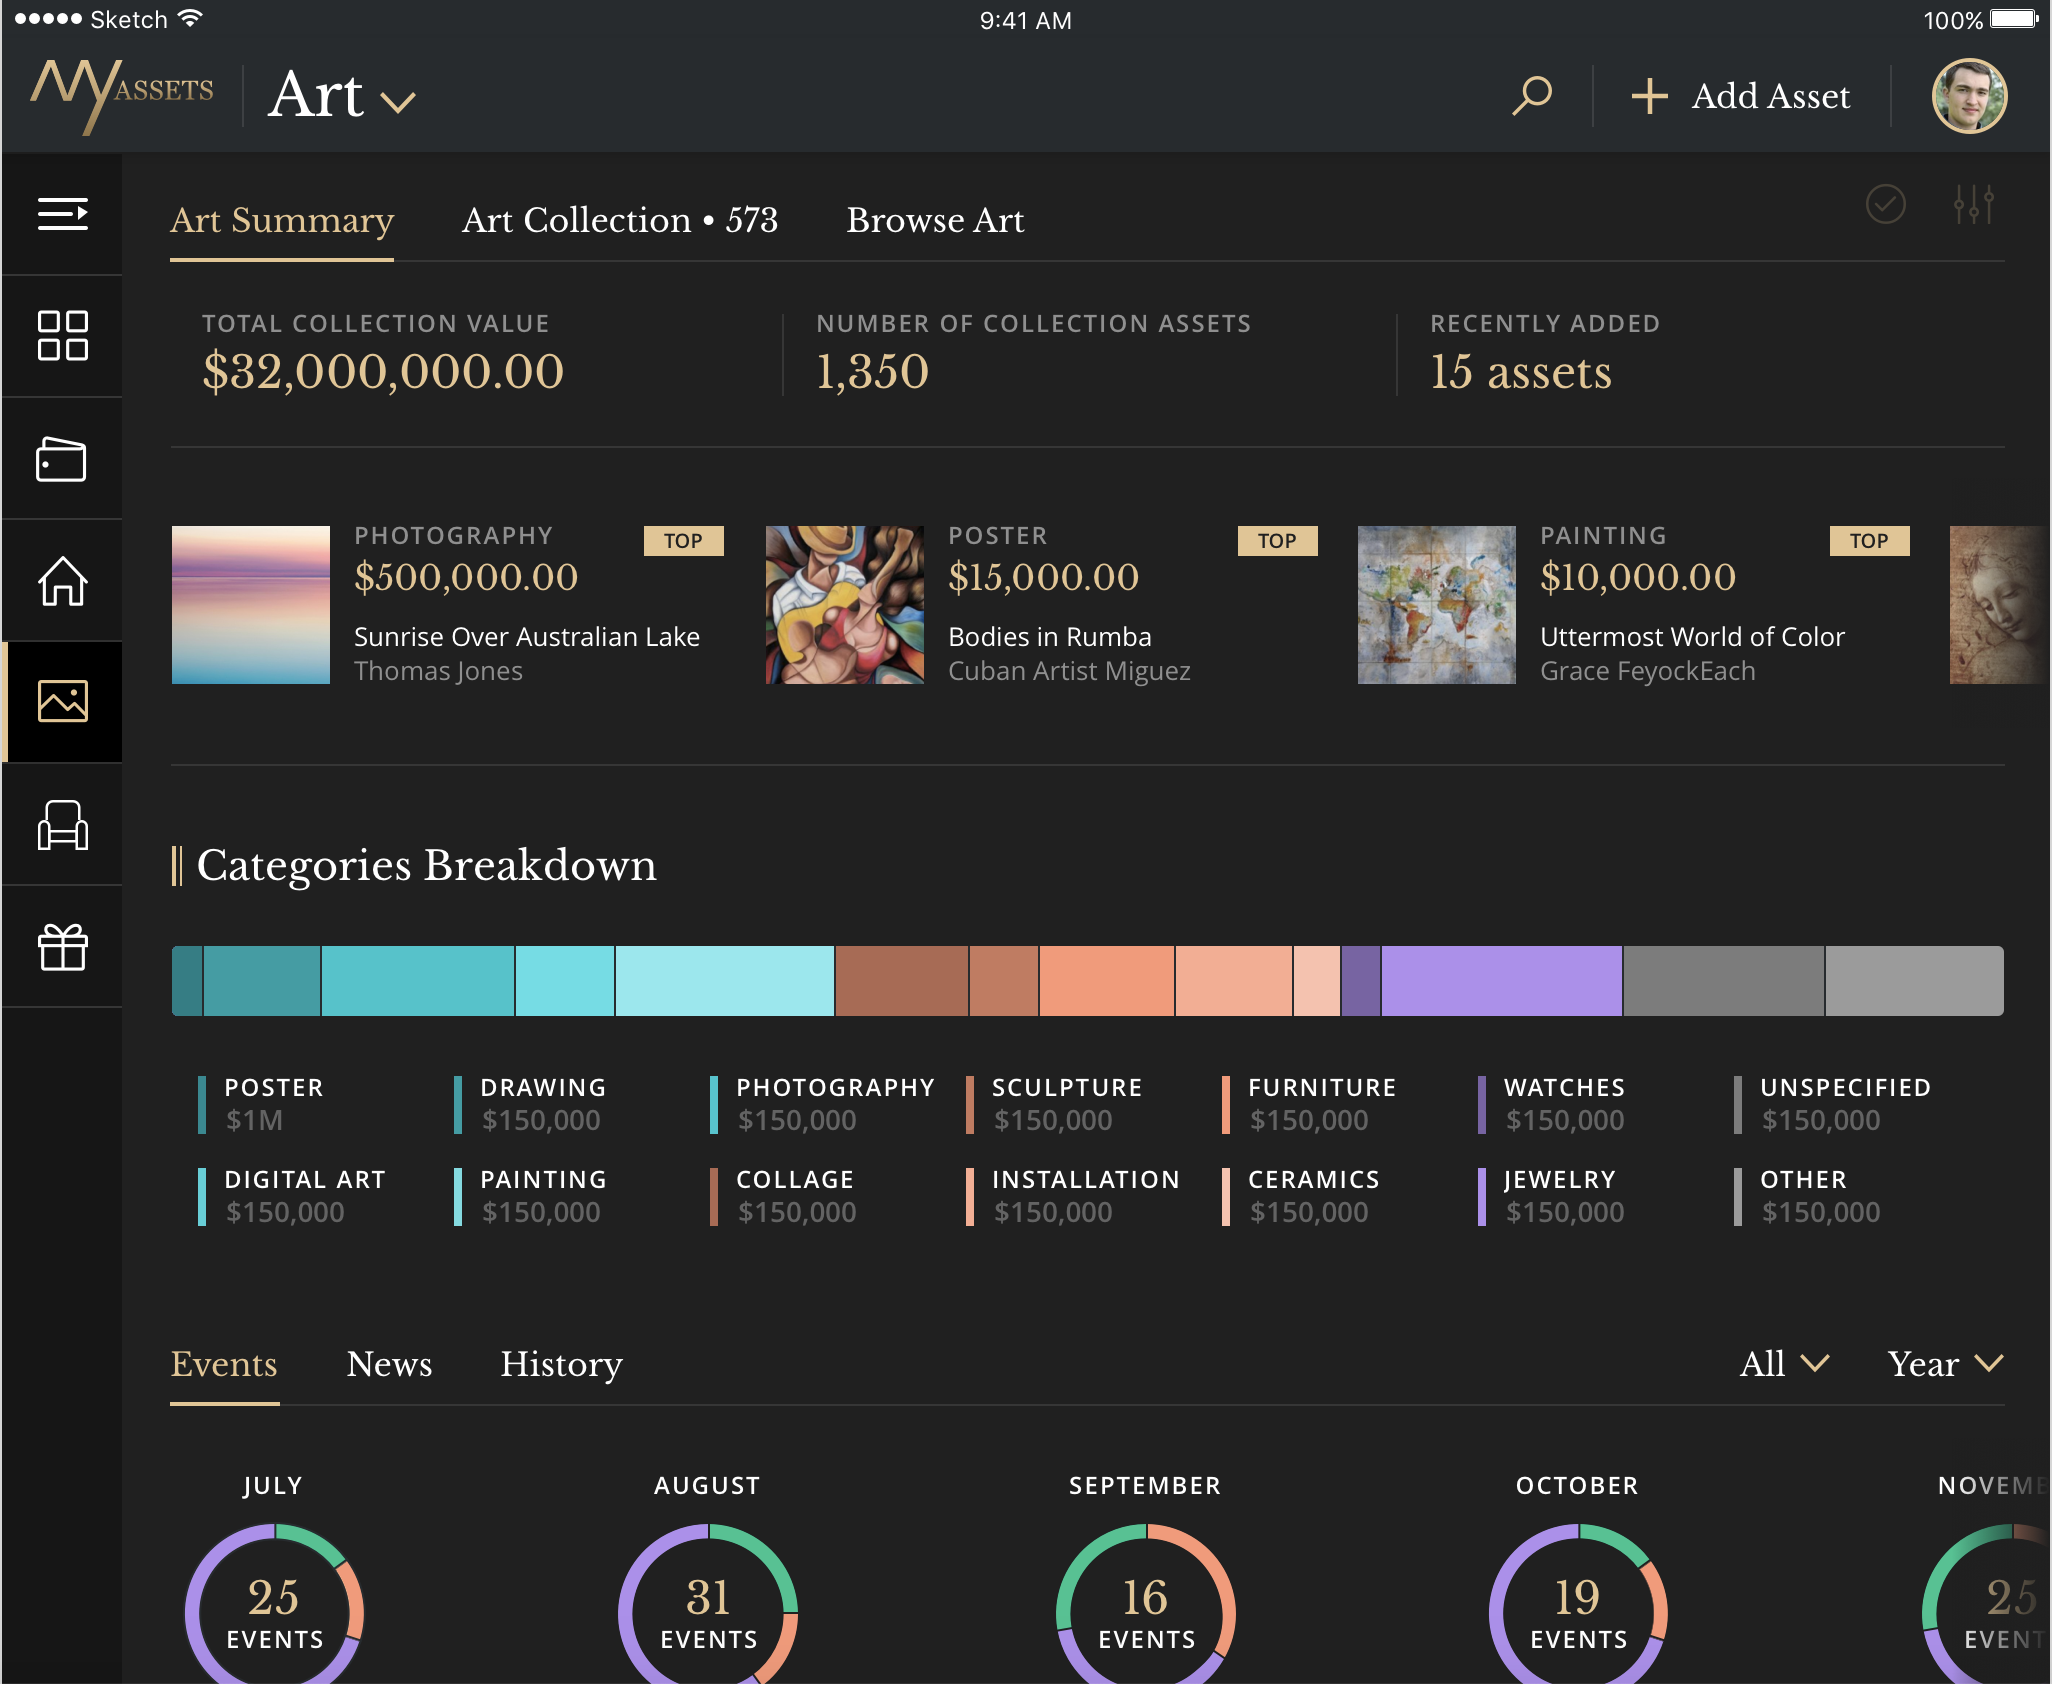 Sketch
9:41 AM
100%
My ASSETS
Art
Add Asset
Art Summary
Art Collection • 573
Browse Art
TOTAL COLLECTION VALUE
$32,000,000.00
NUMBER OF COLLECTION ASSETS
1,350
RECENTLY ADDED
15 assets
PHOTOGRAPHY
TOP
$500,000.00
Sunrise Over Australian Lake
Thomas Jones
POSTER
TOP
$15,000.00
Bodies in Rumba
Cuban Artist Miguez
PAINTING
TOP
$10,000.00
Uttermost World of Color
Grace FeyockEach
Categories Breakdown
POSTER
$1M
DRAWING
$150,000
PHOTOGRAPHY
$150,000
SCULPTURE
$150,000
FURNITURE
$150,000
WATCHES
$150,000
UNSPECIFIED
$150,000
DIGITAL ART
$150,000
PAINTING
$150,000
COLLAGE
$150,000
INSTALLATION
$150,000
CERAMICS
$150,000
JEWELRY
$150,000
OTHER
$150,000
Events
News
History
All
Year
JULY
25
EVENTS
AUGUST
31
EVENTS
SEPTEMBER
16
EVENTS
OCTOBER
19
EVENTS
NOVEME
25
EVENT